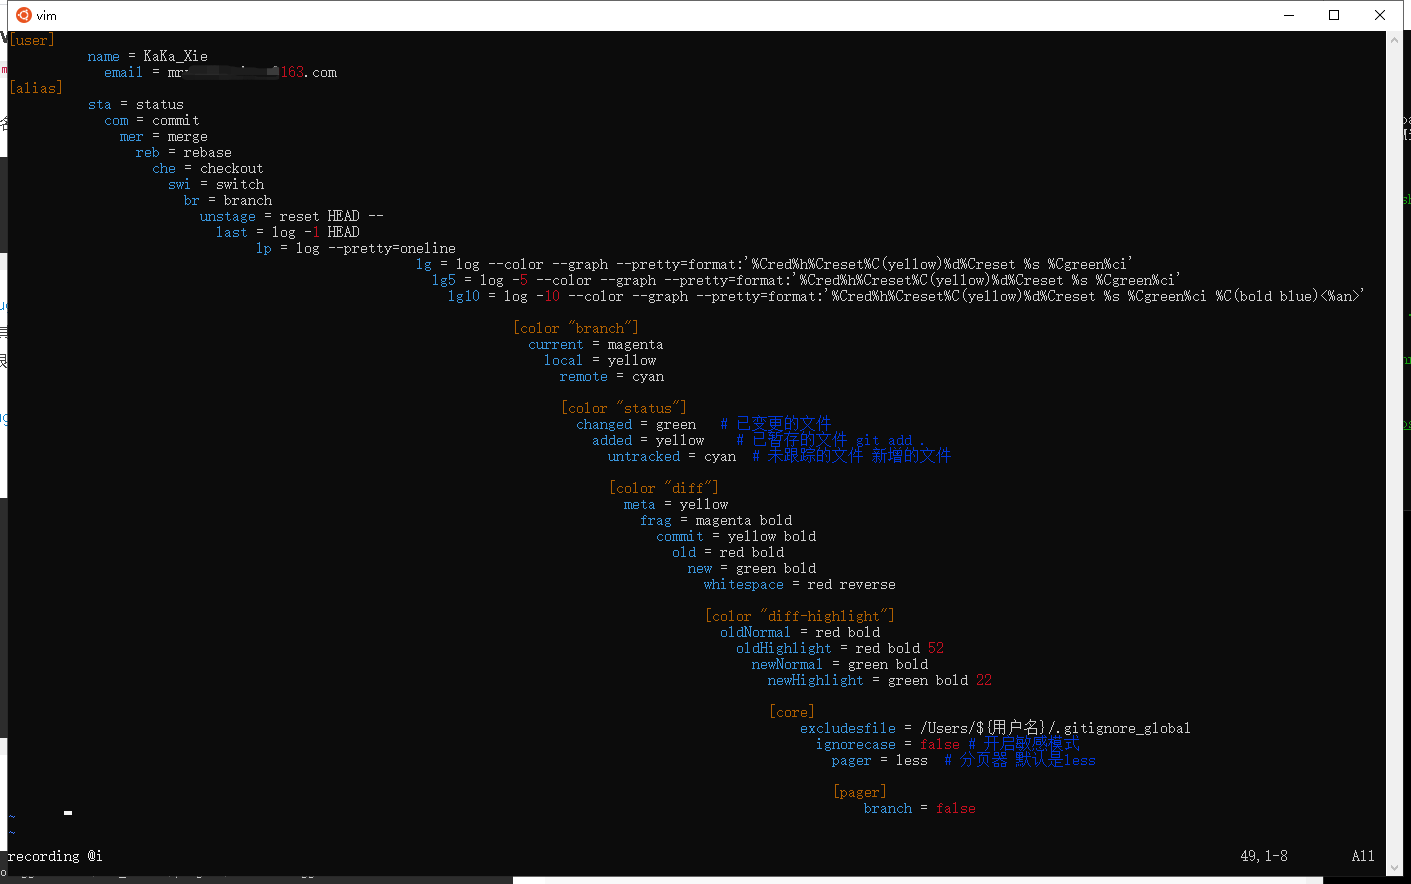 vim
[user]
name = KaKa_Xie
email = mr 163.com
[alias]
sta = status
com = commit
mer = merge
reb = rebase
che = checkout
swi = switch
br = branch
unstage = reset HEAD --
last = log -1 HEAD
lp = log --pretty=oneline
lg = log --color --graph --pretty=format:'%Cred%h%Creset%C(yellow)%d%Creset %s %Cgreen%ci'
lg5 = log -5 --color --graph --pretty=format:'%Cred%h%Creset%C(yellow)%d%Creset %s %Cgreen%ci'
lg10 = log -10 --color --graph --pretty=format:'%Cred%h%Creset%C(yellow)%d%Creset %s %Cgreen%ci %C(bold blue)<%an>'
[color "branch"]
current = magenta
local = yellow
remote = cyan
[color "status"]
changed = green # 已变更的文件
added = yellow # 已暂存的文件 git add .
untracked = cyan # 未跟踪的文件 新增的文件
[color "diff"]
meta = yellow
frag = magenta bold
commit = yellow bold
old = red bold
new = green bold
whitespace = red reverse
[color "diff-highlight"]
oldNormal = red bold
oldHighlight = red bold 52
newNormal = green bold
newHighlight = green bold 22
[core]
excludesfile = /Users/${用户名}/.gitignore_global
ignorecase = false # 开启敏感模式
pager = less # 分页器 默认是less
[pager]
branch = false
~
~
recording @i 49,1-8 All